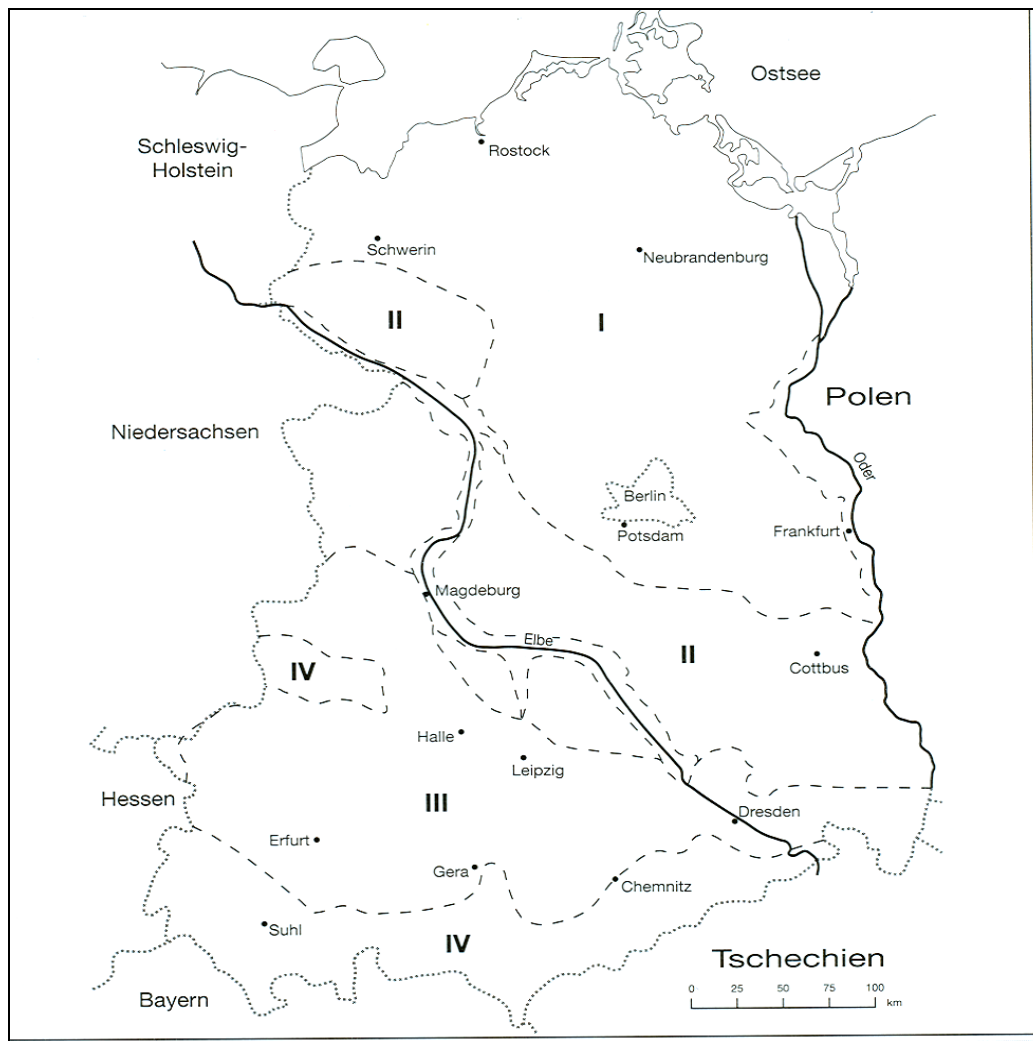 Ostsee
Schleswig-
Holstein
Rostock
Schwerin
Neubrandenburg
II
I
Polen
Niedersachsen
Oder
Berlin
Potsdam
Frankfurt
Magdeburg
Elbe
II
Cottbus
IV
Halle
Leipzig
Hessen
III
Dresden
Erfurt
Gera
Chemnitz
Suhl
IV
Tschechien
Bayern
0 25 50 75 100
km